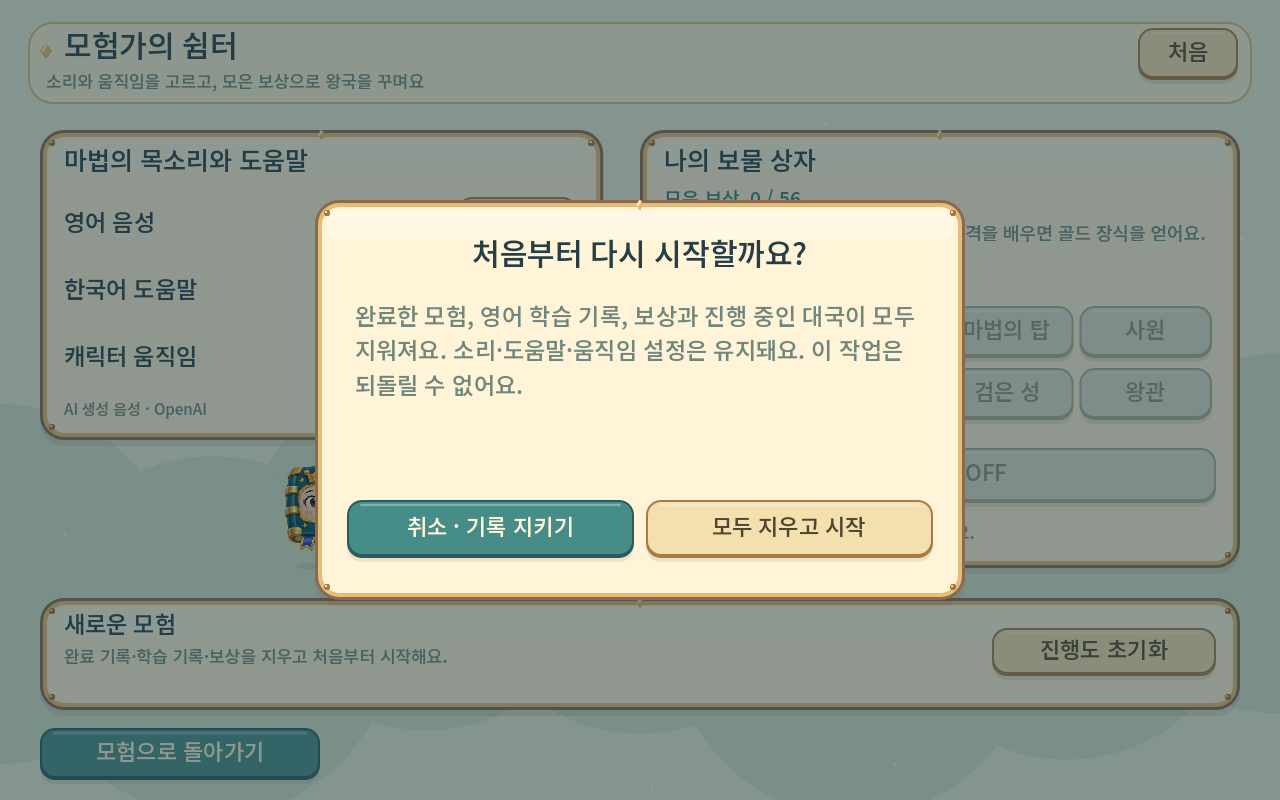 모험가의 쉼터
소리와 움직임을 고르고, 모은 보상으로 왕국을 꾸며요
처음
마법의 목소리와 도움말
영어 음성
한국어 도움말
캐릭터 움직임
AI 생성 음성 · OpenAI
나의 보물 상자
모은 보상 0 / 56
격을 배우면 골드 장식을 얻어요.
마법의 탑
사원
검은 성
왕관
OFF
처음부터 다시 시작할까요?
완료한 모험, 영어 학습 기록, 보상과 진행 중인 대국이 모두
지워져요. 소리·도움말·움직임 설정은 유지돼요. 이 작업은
되돌릴 수 없어요.
취소 · 기록 지키기
모두 지우고 시작
새로운 모험
완료 기록·학습 기록·보상을 지우고 처음부터 시작해요.
진행도 초기화
모험으로 돌아가기